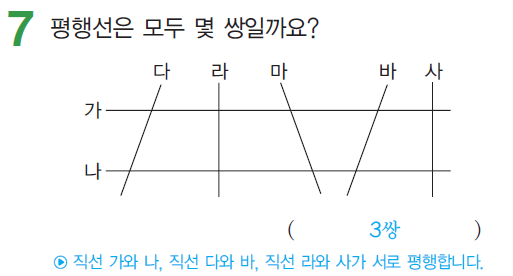 7 평행선은 모두 몇 쌍일까요?
다 라 마 바 사
가
나
( 3쌍 )
▷ 직선 가와 나, 직선 다와 바, 직선 라와 사가 서로 평행합니다.